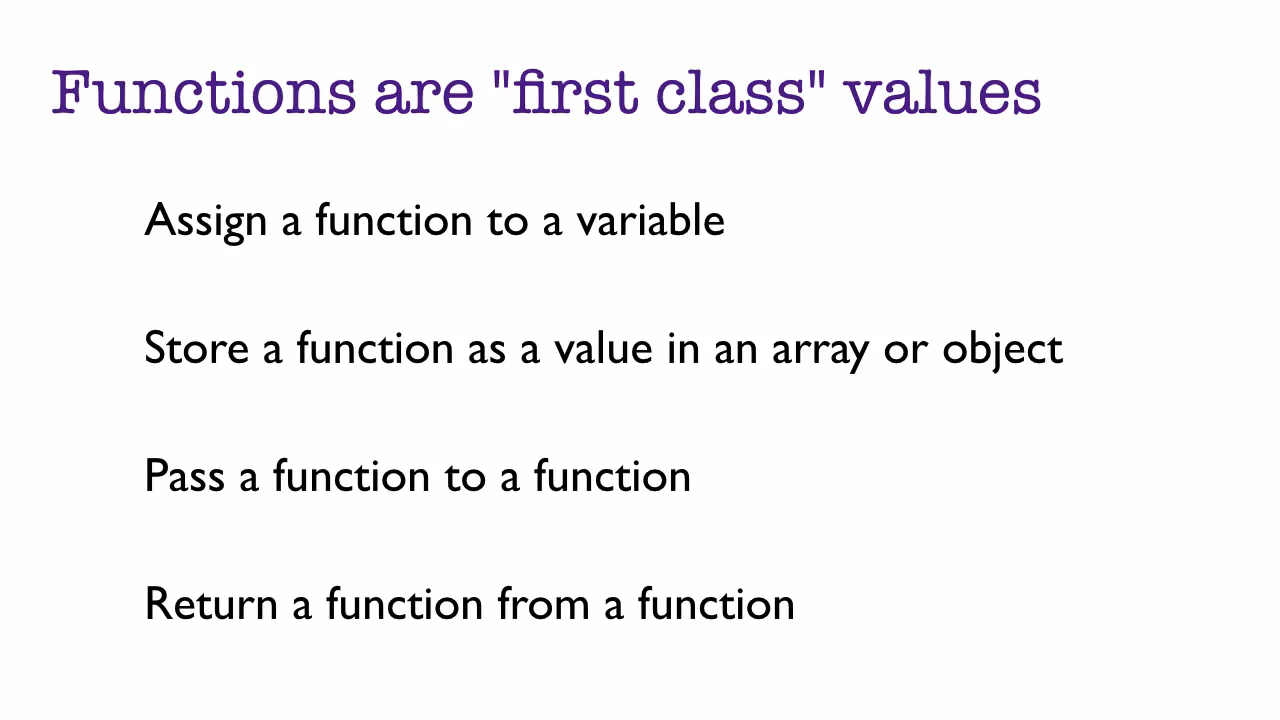 Functions are "first class" values
Assign a function to a variable
Store a function as a value in an array or object
Pass a function to a function
Return a function from a function